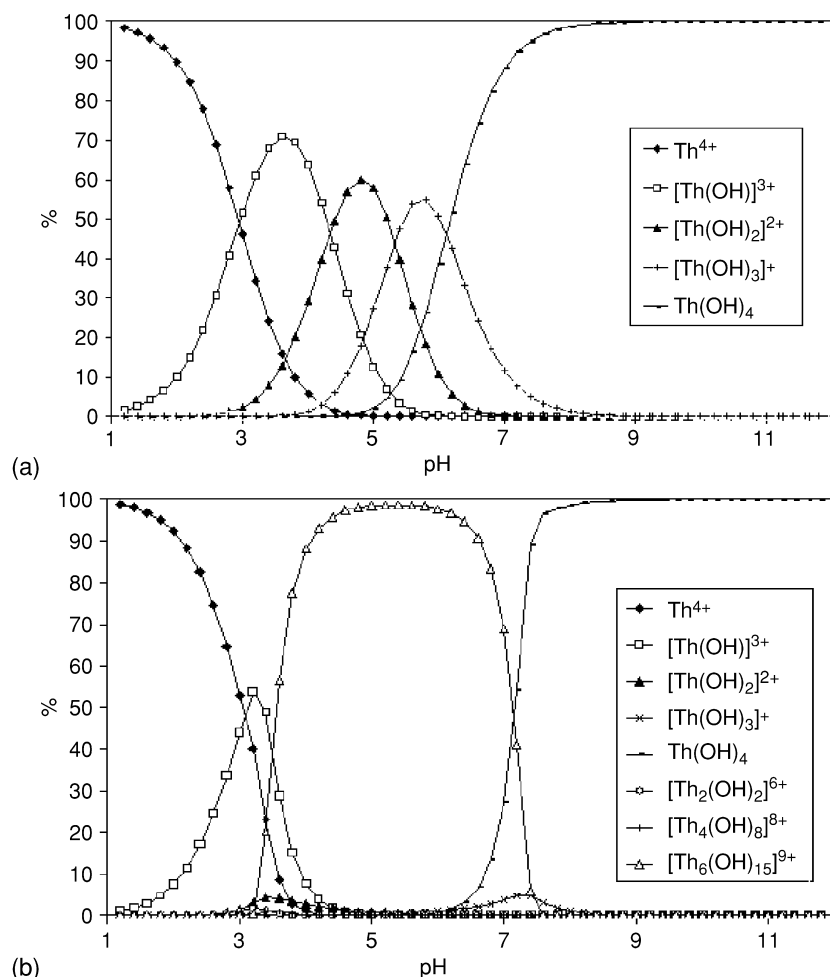 100
90
80
70
60
50
40
30
20
10
0
%
1 3 5 7 9 11
pH
Th⁴⁺
[Th(OH)]³⁺
[Th(OH)₂]²⁺
[Th(OH)₃]⁺
Th(OH)₄
(a)
100
90
80
70
60
50
40
30
20
10
0
%
1 3 5 7 9 11
pH
Th⁴⁺
[Th(OH)]³⁺
[Th(OH)₂]²⁺
[Th(OH)₃]⁺
Th(OH)₄
[Th₂(OH)₂]⁶⁺
[Th₄(OH)₈]⁸⁺
[Th₆(OH)₁₅]⁹⁺
(b)